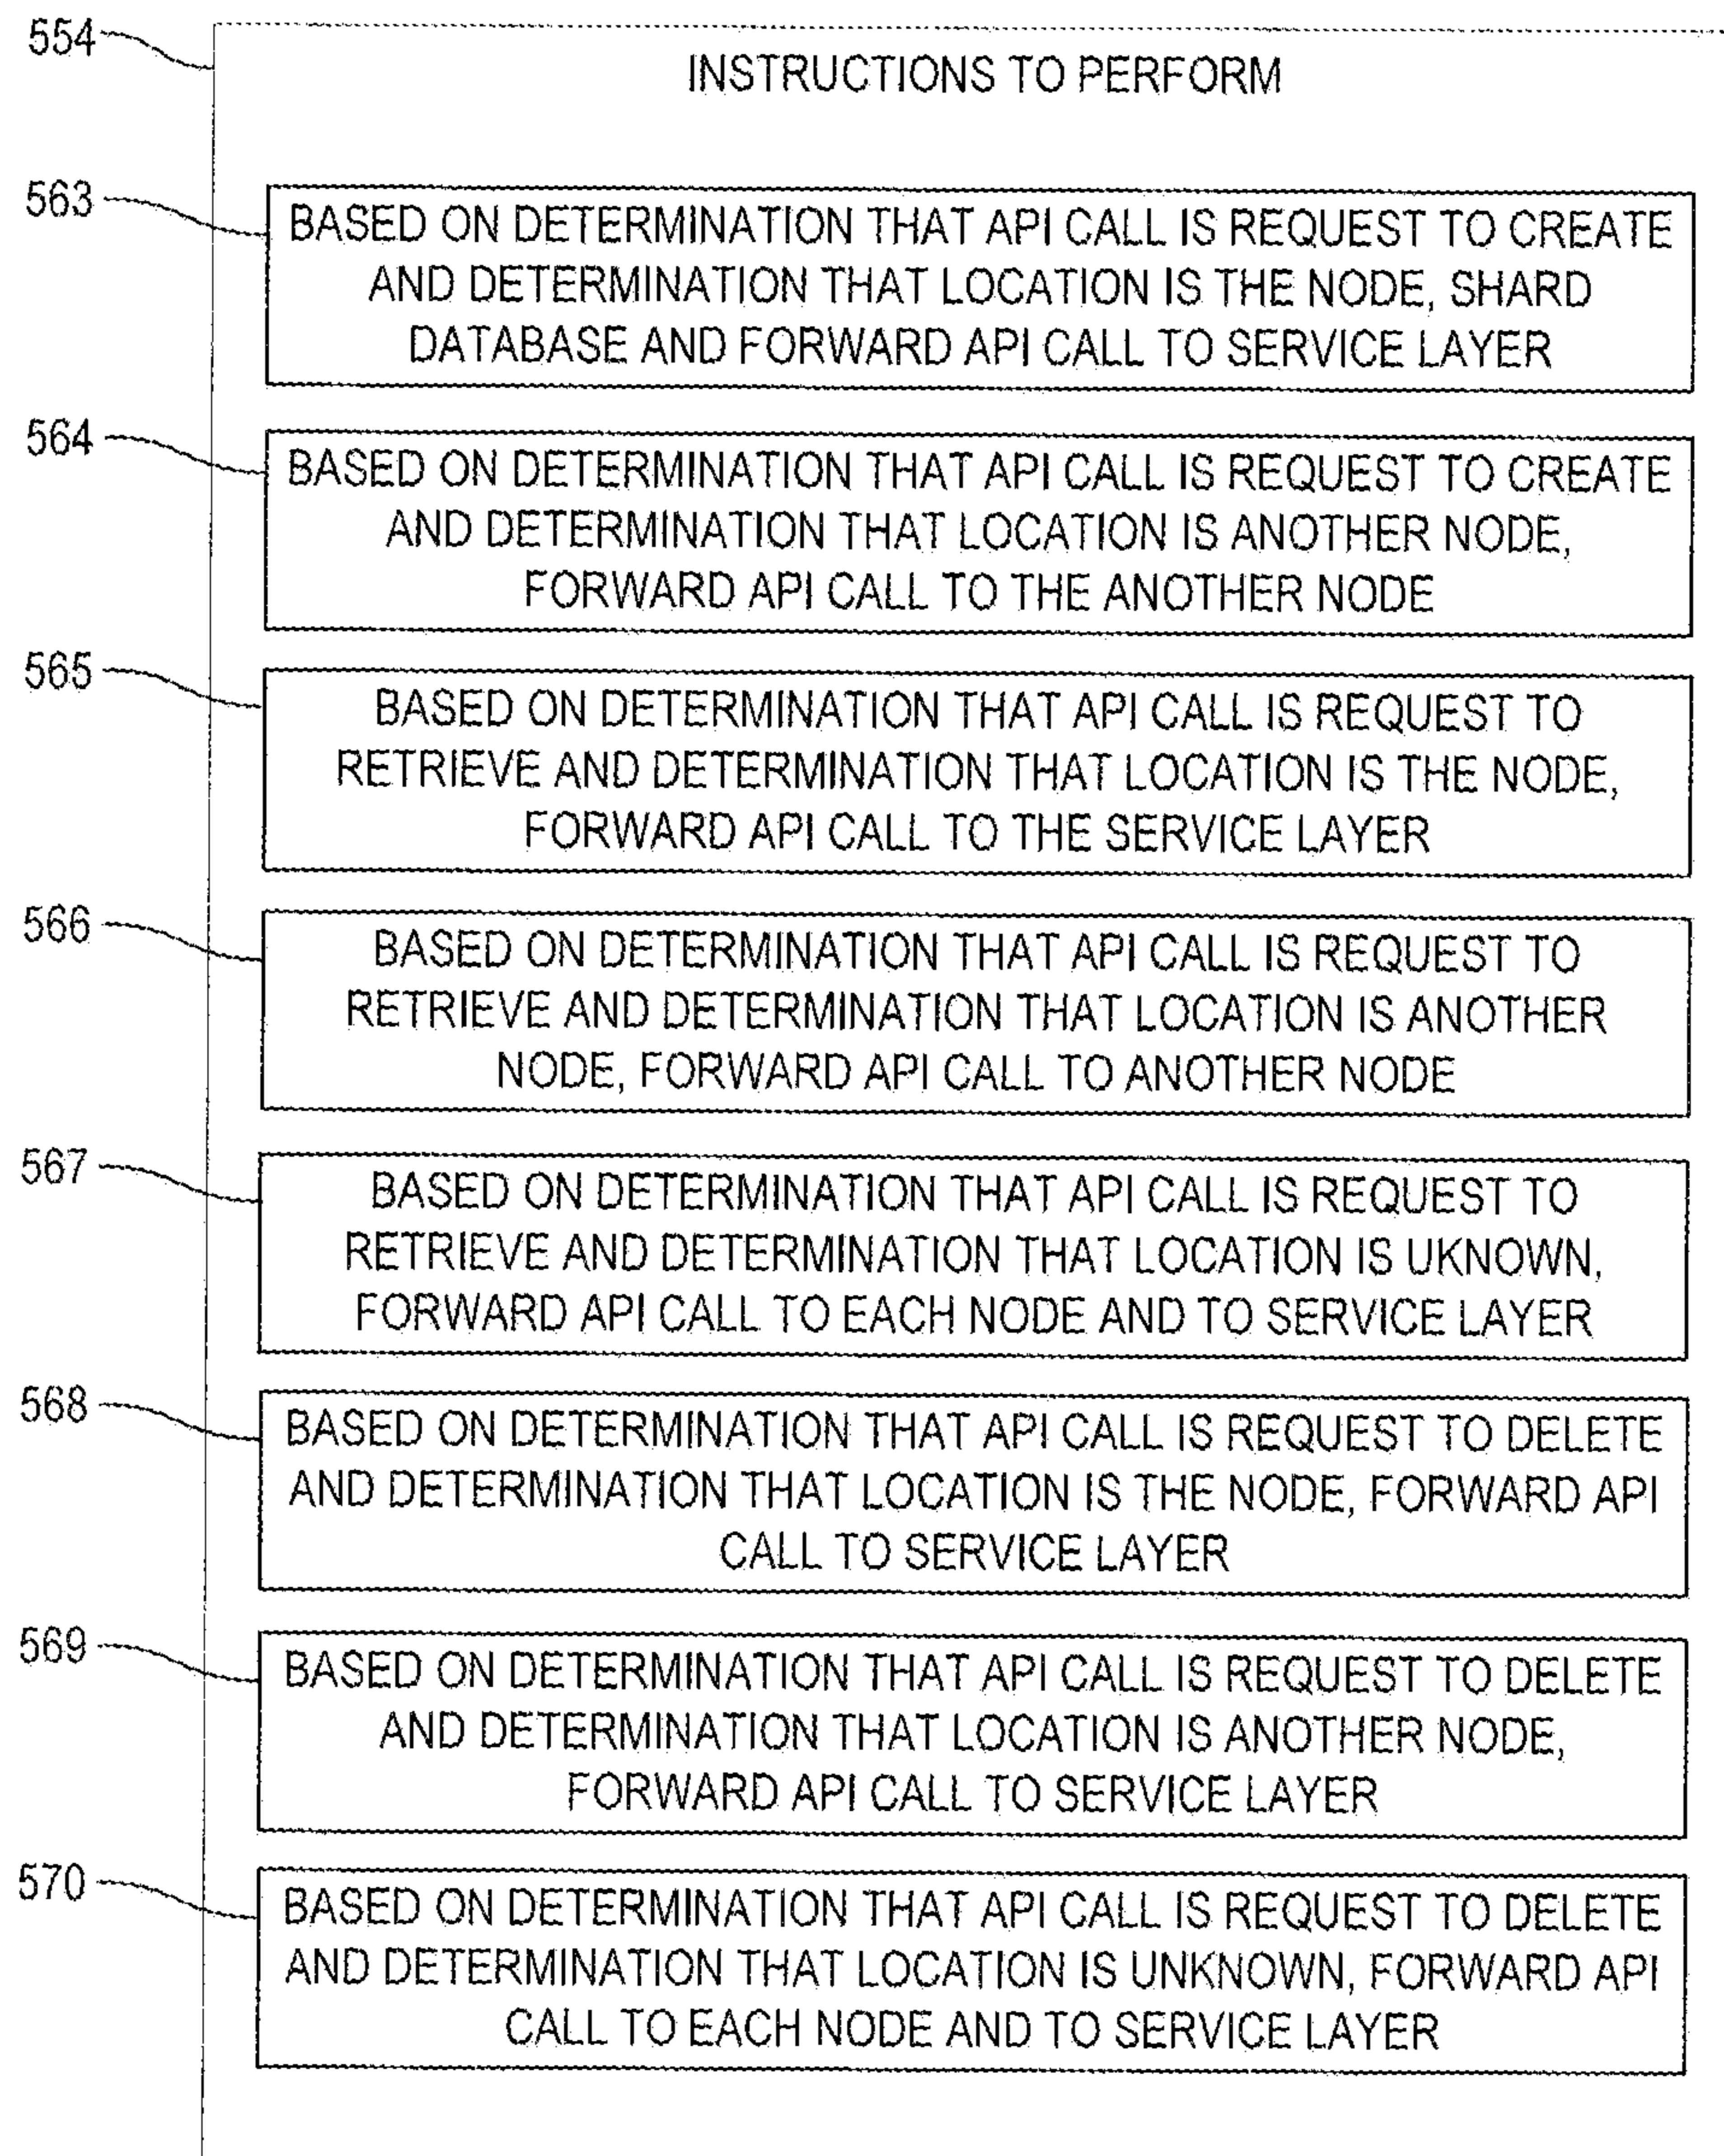 554
INSTRUCTIONS TO PERFORM
563
BASED ON DETERMINATION THAT API CALL IS REQUEST TO CREATE
AND DETERMINATION THAT LOCATION IS THE NODE, SHARD
DATABASE AND FORWARD API CALL TO SERVICE LAYER
564
BASED ON DETERMINATION THAT API CALL IS REQUEST TO CREATE
AND DETERMINATION THAT LOCATION IS ANOTHER NODE,
FORWARD API CALL TO THE ANOTHER NODE
565
BASED ON DETERMINATION THAT API CALL IS REQUEST TO
RETRIEVE AND DETERMINATION THAT LOCATION IS THE NODE,
FORWARD API CALL TO THE SERVICE LAYER
566
BASED ON DETERMINATION THAT API CALL IS REQUEST TO
RETRIEVE AND DETERMINATION THAT LOCATION IS ANOTHER
NODE, FORWARD API CALL TO ANOTHER NODE
567
BASED ON DETERMINATION THAT API CALL IS REQUEST TO
RETRIEVE AND DETERMINATION THAT LOCATION IS UKNOWN,
FORWARD API CALL TO EACH NODE AND TO SERVICE LAYER
568
BASED ON DETERMINATION THAT API CALL IS REQUEST TO DELETE
AND DETERMINATION THAT LOCATION IS THE NODE, FORWARD API
CALL TO SERVICE LAYER
569
BASED ON DETERMINATION THAT API CALL IS REQUEST TO DELETE
AND DETERMINATION THAT LOCATION IS ANOTHER NODE,
FORWARD API CALL TO SERVICE LAYER
570
BASED ON DETERMINATION THAT API CALL IS REQUEST TO DELETE
AND DETERMINATION THAT LOCATION IS UNKNOWN, FORWARD API
CALL TO EACH NODE AND TO SERVICE LAYER